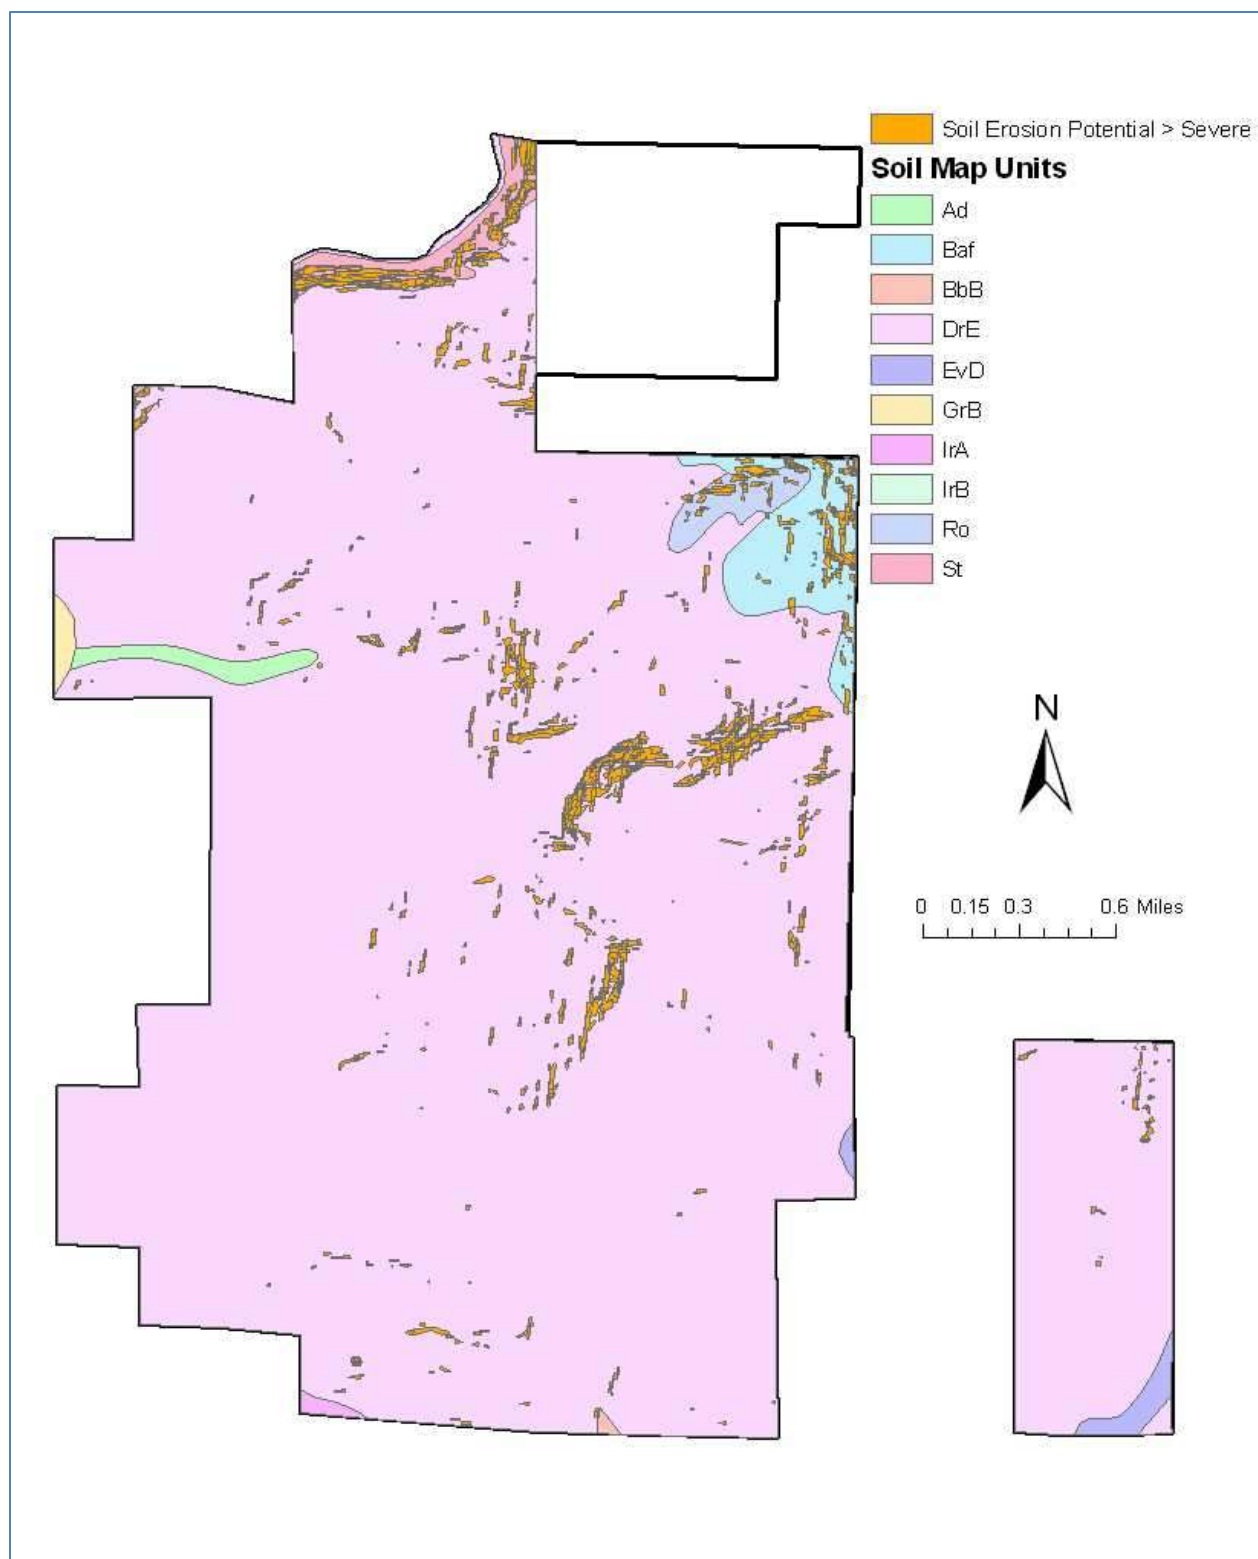 Soil Erosion Potential > Severe
Soil Map Units
Ad
Baf
BbB
DrE
EvD
GrB
IrA
IrB
Ro
St
N
0 0.15 0.3 0.6 Miles